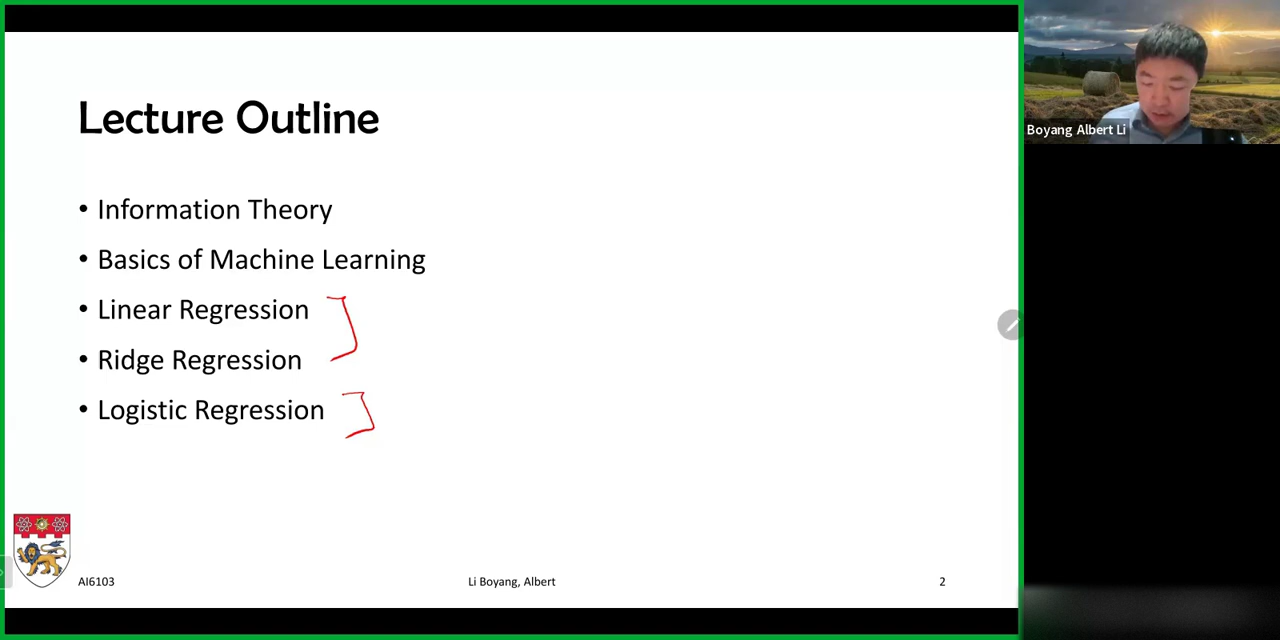 Lecture Outline
• Information Theory
• Basics of Machine Learning
• Linear Regression
• Ridge Regression
• Logistic Regression
AI6103
Li Boyang, Albert
2
Boyang Albert Li